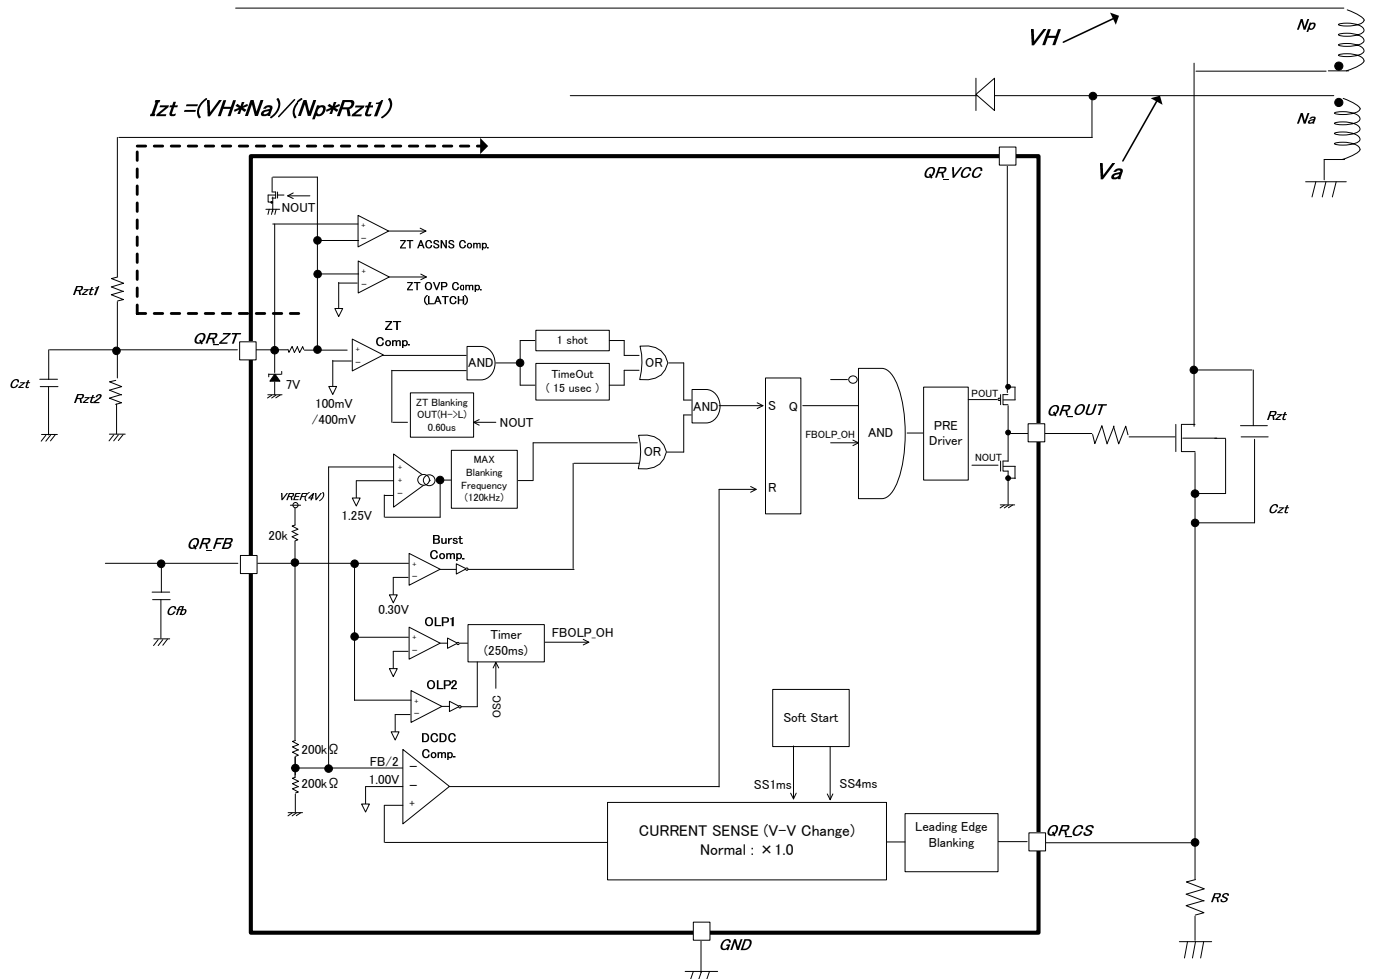 VH
Np
Izt =(VH*Na)/(Np*Rzt1)
Na
Va
QR_VCC
NOUT
ZT ACSNS Comp.
ZT OVP Comp.
(LATCH)
Rzt1
QR_ZT
ZT
Comp.
1 shot
AND
OR
TimeOut
( 15 usec )
7V
Czt
Rzt2
100mV
/400mV
ZT Blanking
OUT(H->L)
0.60us
NOUT
AND
S
Q
POUT
PRE
Driver
QR_OUT
Rzt
FBOLP_OH
AND
OR
NOUT
MAX
Blanking
Frequency
(120kHz)
R
1.25V
VREF(4V)
20k
Czt
QR_FB
Burst
Comp.
0.30V
Cfb
OLP1
Timer
(250ms)
FBOLP_OH
OLP2
OSC
Soft Start
DCDC
Comp.
200kΩ
FB/2
1.00V
200kΩ
SS1ms
SS4ms
CURRENT SENSE (V-V Change)
Normal : ×1.0
Leading Edge
Blanking
QR_CS
RS
GND